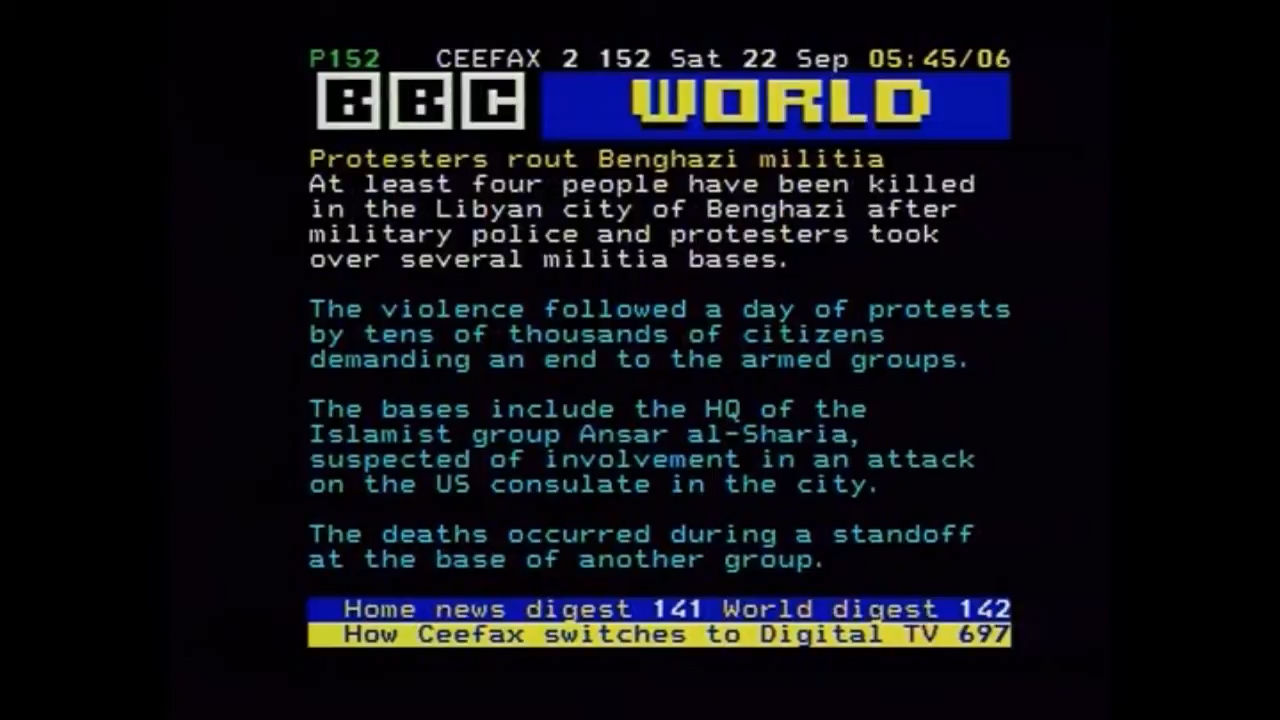 P152 CEEFAX 2 152 Sat 22 Sep 05:45/06
BBC WORLD
Protesters rout Benghazi militia
At least four people have been killed
in the Libyan city of Benghazi after
military police and protesters took
over several militia bases.
The violence followed a day of protests
by tens of thousands of citizens
demanding an end to the armed groups.
The bases include the HQ of the
Islamist group Ansar al-Sharia,
suspected of involvement in an attack
on the US consulate in the city.
The deaths occurred during a standoff
at the base of another group.
Home news digest 141 World digest 142
How Ceefax switches to Digital TV 697